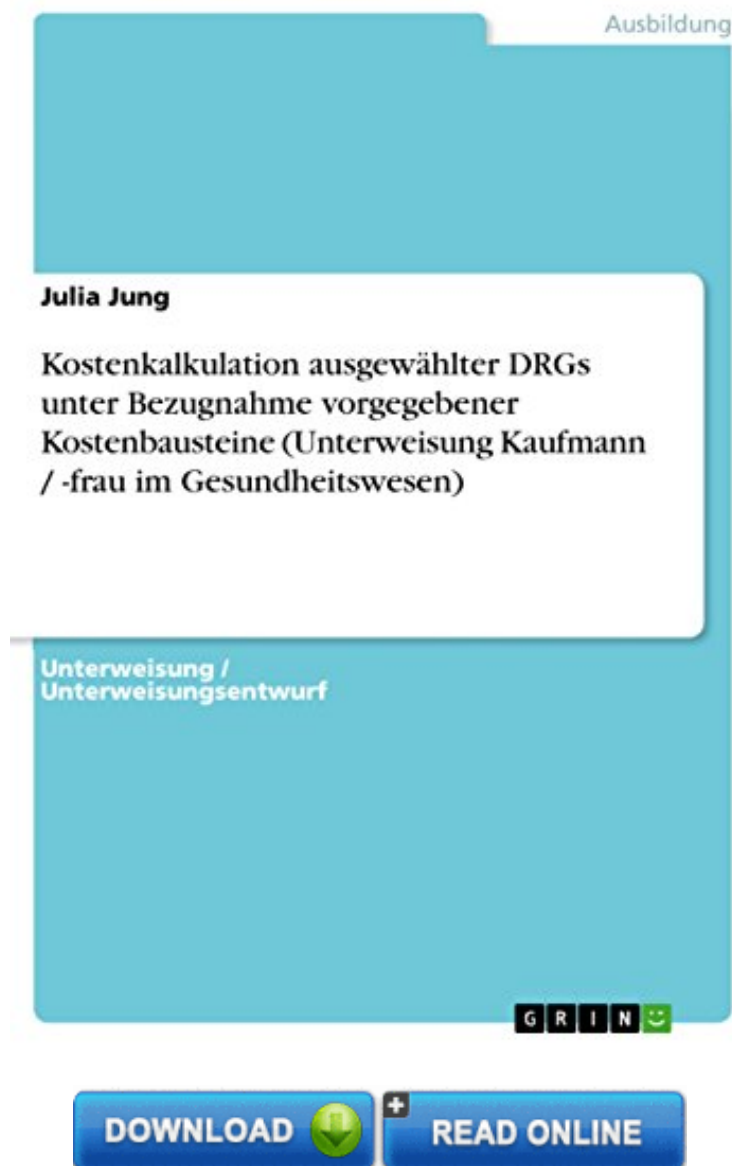 Ausbildung
Julia Jung
Kostenkalkulation ausgewählter DRGs
unter Bezugnahme vorgegebener
Kostenbausteine (Unterweisung Kaufmann
/ -frau im Gesundheitswesen)
Unterweisung /
Unterweisungsentwurf
GRIN
DOWNLOAD
READ ONLINE